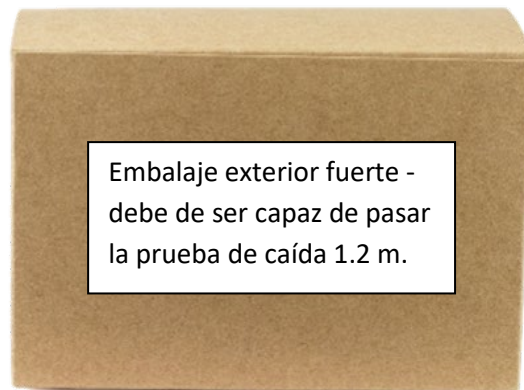 Embalaje exterior fuerte -
debe de ser capaz de pasar
la prueba de caída 1.2 m.